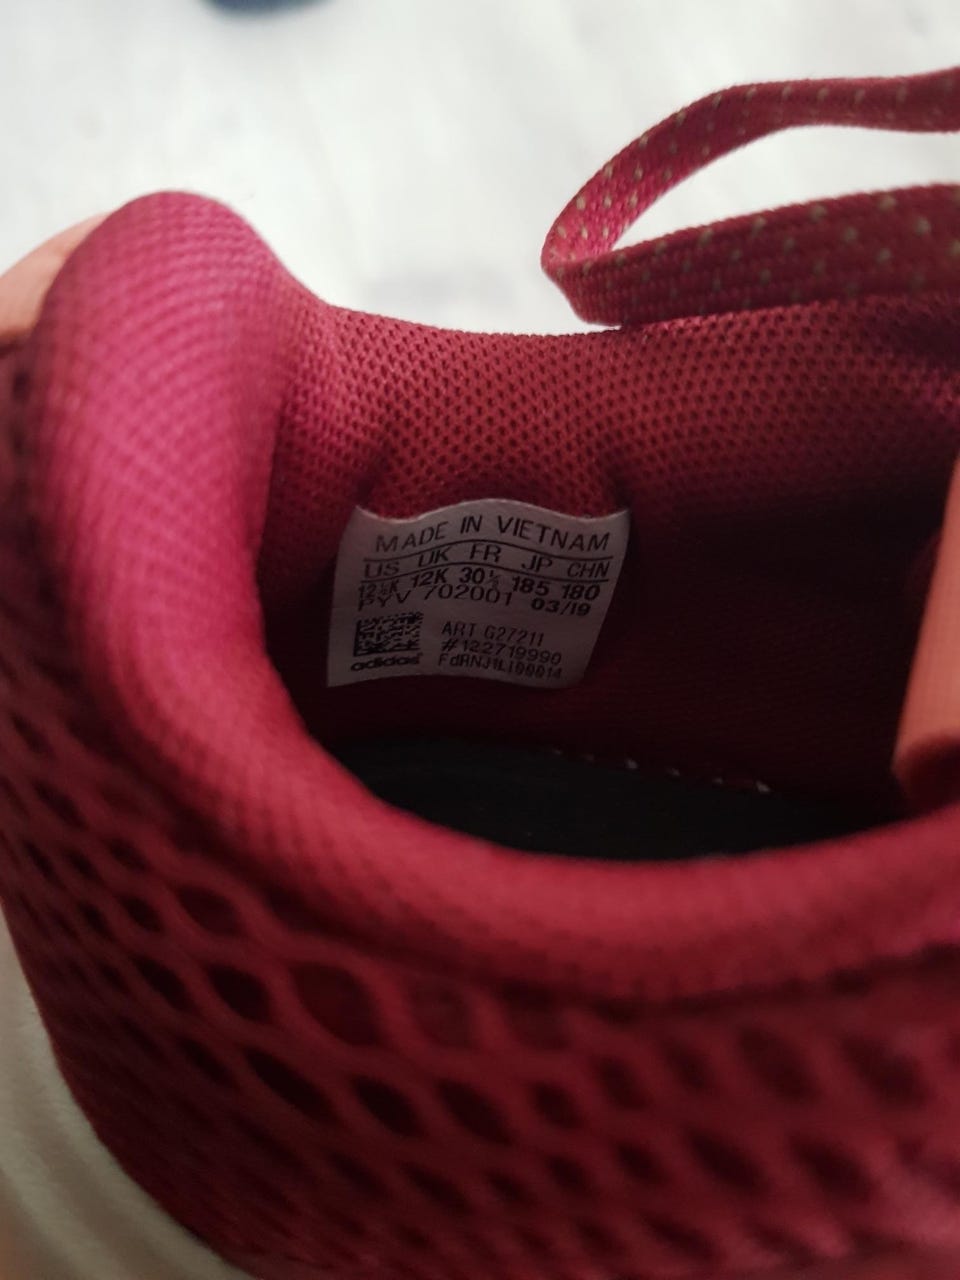 MADE IN VIETNAM
US UK FR JP CHN
12½K 12K 30½ 185 180
PYV 702001 03/19
ART G27211
#122719990
adidas